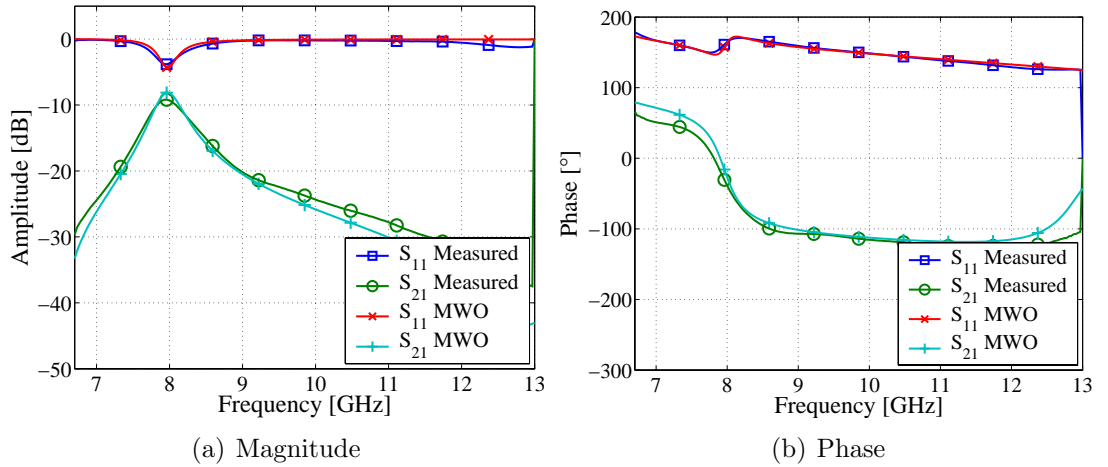 0
−10
−20
−30
−40
−50
Amplitude [dB]
7 8 9 10 11 12 13
Frequency [GHz]
S11 Measured
S21 Measured
S11 MWO
S21 MWO
(a) Magnitude
200
100
0
−100
−200
−300
Phase [°]
7 8 9 10 11 12 13
Frequency [GHz]
S11 Measured
S21 Measured
S11 MWO
S21 MWO
(b) Phase